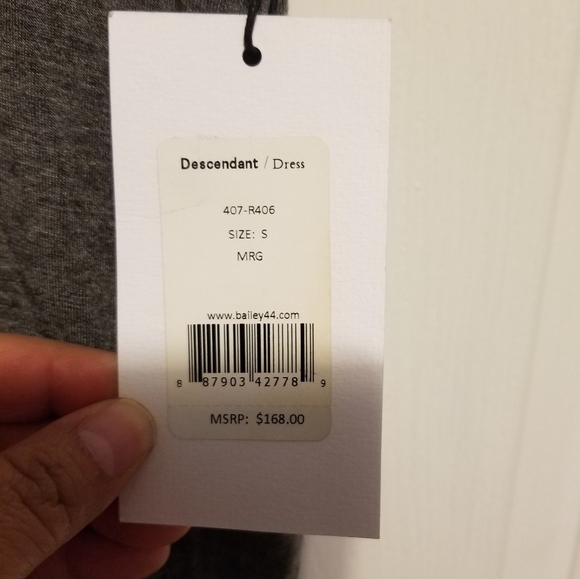 Descendant / Dress
407-R406
SIZE: S
MRG
www.bailey44.com
8 87903 42778 9
MSRP: $168.00